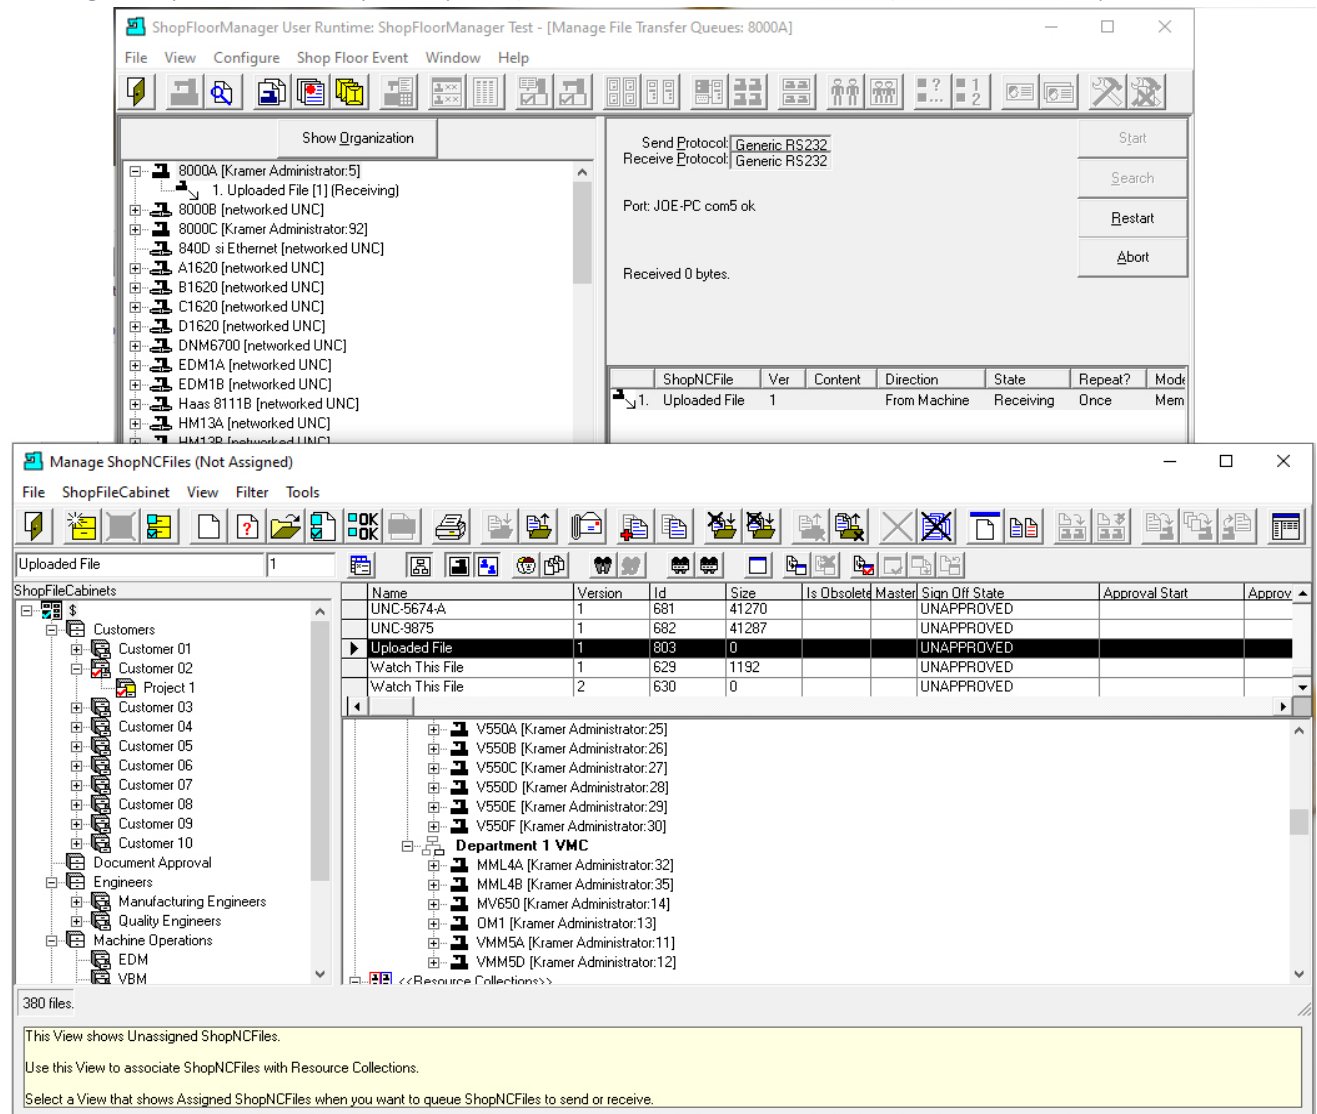 ShopFloorManager User Runtime: ShopFloorManager Test - [Manage File Transfer Queues: 8000A]
File View Configure Shop Floor Event Window Help
Show Organization
8000A [Kramer Administrator:5]
1. Uploaded File [1] (Receiving)
8000B [networked UNC]
8000C [Kramer Administrator:92]
840D si Ethernet [networked UNC]
A1620 [networked UNC]
B1620 [networked UNC]
C1620 [networked UNC]
D1620 [networked UNC]
DNM6700 [networked UNC]
EDM1A [networked UNC]
EDM1B [networked UNC]
Haas 8111B [networked UNC]
HM13A [networked UNC]
HM13B [networked UNC]
Send Protocol: Generic RS232
Receive Protocol: Generic RS232
Port: JOE-PC com5 ok
Received 0 bytes.
Start
Search
Restart
Abort
ShopNCFile Ver Content Direction State Repeat? Mode
1. Uploaded File 1 From Machine Receiving Once Mem
Manage ShopNCFiles (Not Assigned)
File ShopFileCabinet View Filter Tools
Uploaded File 1
ShopFileCabinets
$
Customers
Customer 01
Customer 02
Project 1
Customer 03
Customer 04
Customer 05
Customer 06
Customer 07
Customer 08
Customer 09
Customer 10
Document Approval
Engineers
Manufacturing Engineers
Quality Engineers
Machine Operations
EDM
VBM
Name Version Id Size Is Obsolete Master Sign Off State Approval Start Approv
UNC-5674-A 1 681 41270 UNAPPROVED
UNC-9875 1 682 41287 UNAPPROVED
Uploaded File 1 803 0 UNAPPROVED
Watch This File 1 629 1192 UNAPPROVED
Watch This File 2 630 0 UNAPPROVED
V550A [Kramer Administrator:25]
V550B [Kramer Administrator:26]
V550C [Kramer Administrator:27]
V550D [Kramer Administrator:28]
V550E [Kramer Administrator:29]
V550F [Kramer Administrator:30]
Department 1 VMC
MML4A [Kramer Administrator:32]
MML4B [Kramer Administrator:35]
MV650 [Kramer Administrator:14]
OM1 [Kramer Administrator:13]
VMM5A [Kramer Administrator:11]
VMM5D [Kramer Administrator:12]
<<Resource Collections>>
380 files.
This View shows Unassigned ShopNCFiles.
Use this View to associate ShopNCFiles with Resource Collections.
Select a View that shows Assigned ShopNCFiles when you want to queue ShopNCFiles to send or receive.